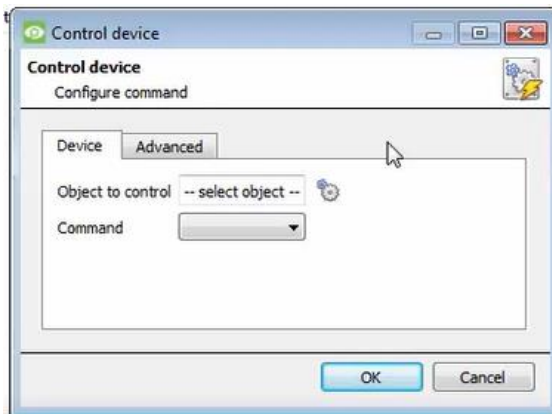 t
Control device
Control device
Configure command
Device Advanced
Object to control -- select object --
Command
OK Cancel